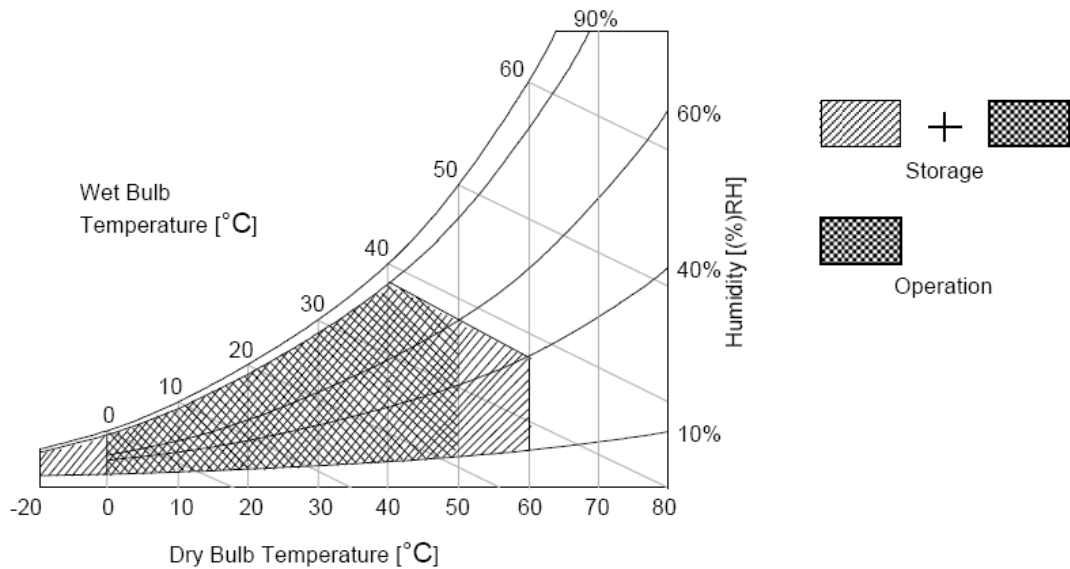 90%
60
60%
50
Wet Bulb
Temperature [°C]
40
30
20
10
0
40%
10%
Humidity [(%)RH]
-20 0 10 20 30 40 50 60 70 80
Dry Bulb Temperature [°C]
+
Storage
Operation